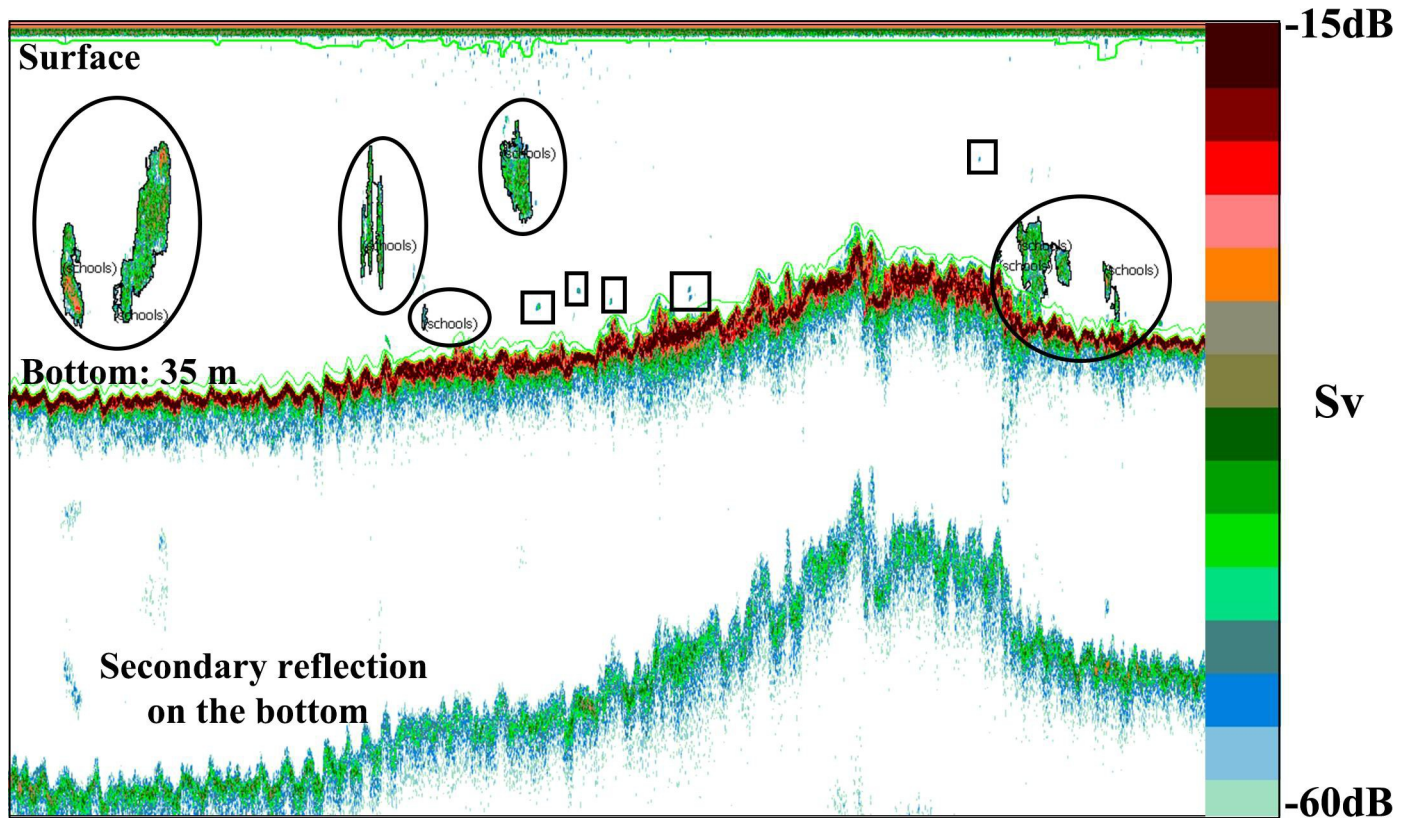 -15dB
Surface
(schools)
(schools)
(schools)
(schools)
(schools)
(schools)
(schools)
(schools)
Bottom: 35 m
Sv
Secondary reflection
on the bottom
-60dB